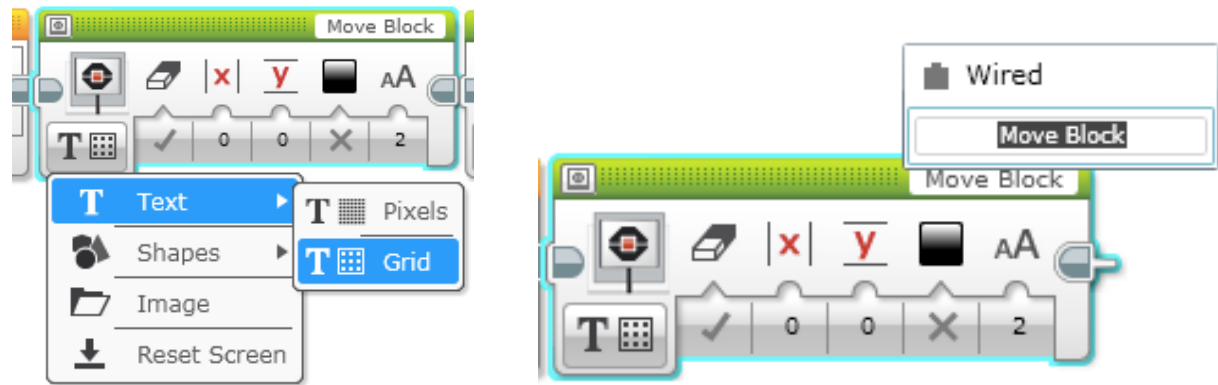 Move Block
x y AA
T 0 0 2
T Text
T Pixels
Shapes
T Grid
Image
Reset Screen
Wired
Move Block
Move Block
x y AA
T 0 0 2